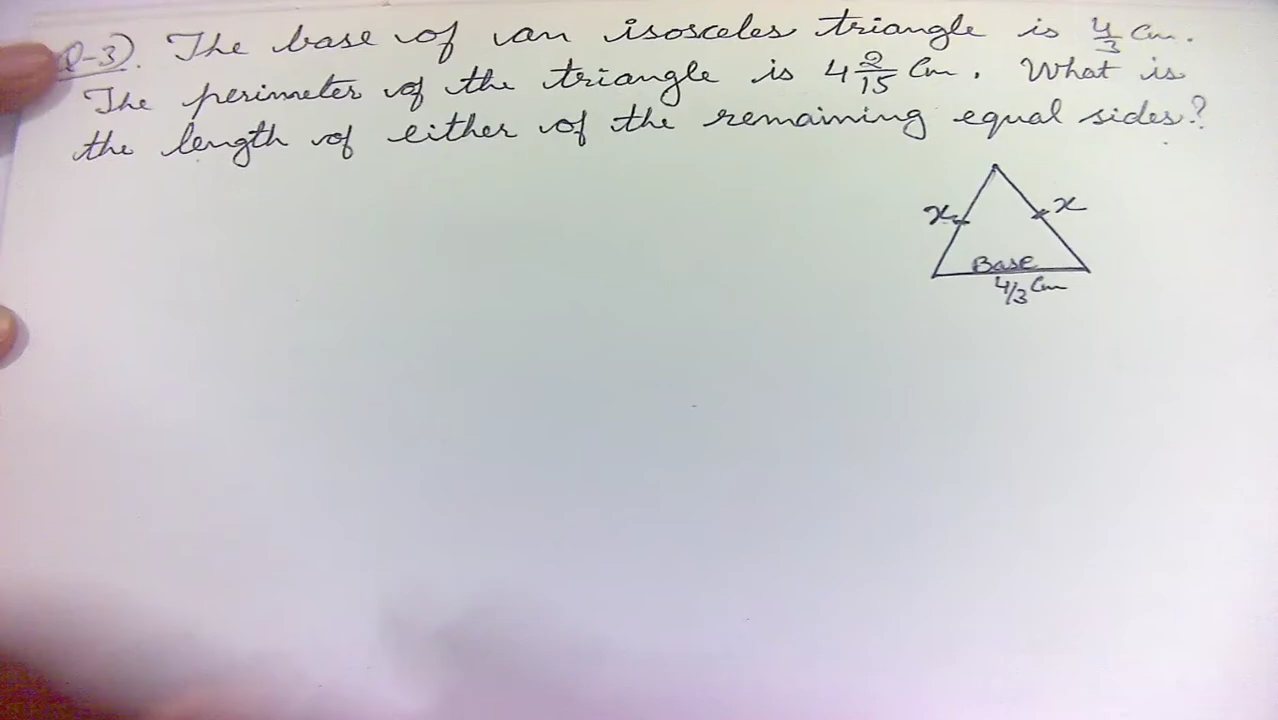 Q-3). The base of an isosceles triangle is 4/3 cm.
The perimeter of the triangle is 4 2/15 cm. What is
the length of either of the remaining equal sides?
x x
Base
4/3 cm